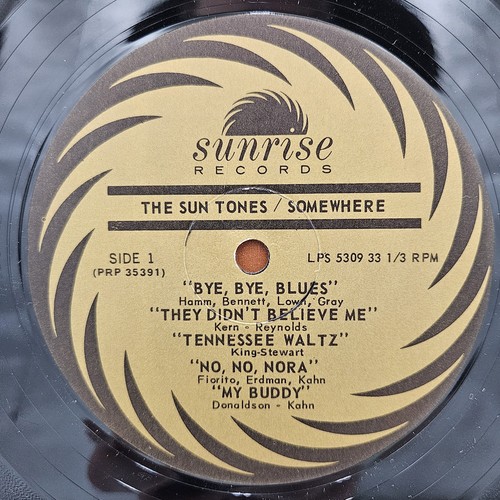 sunrise
RECORDS
THE SUN TONES / SOMEWHERE
SIDE 1
(PRP 35391)
LPS 5309 33 1/3 RPM
"BYE, BYE, BLUES"
Hamm, Bennett, Lown, Gray
"THEY DIDN'T BELIEVE ME"
Kern - Reynolds
"TENNESSEE WALTZ"
King-Stewart
"NO, NO, NORA"
Fiorito, Erdman, Kahn
"MY BUDDY"
Donaldson - Kahn